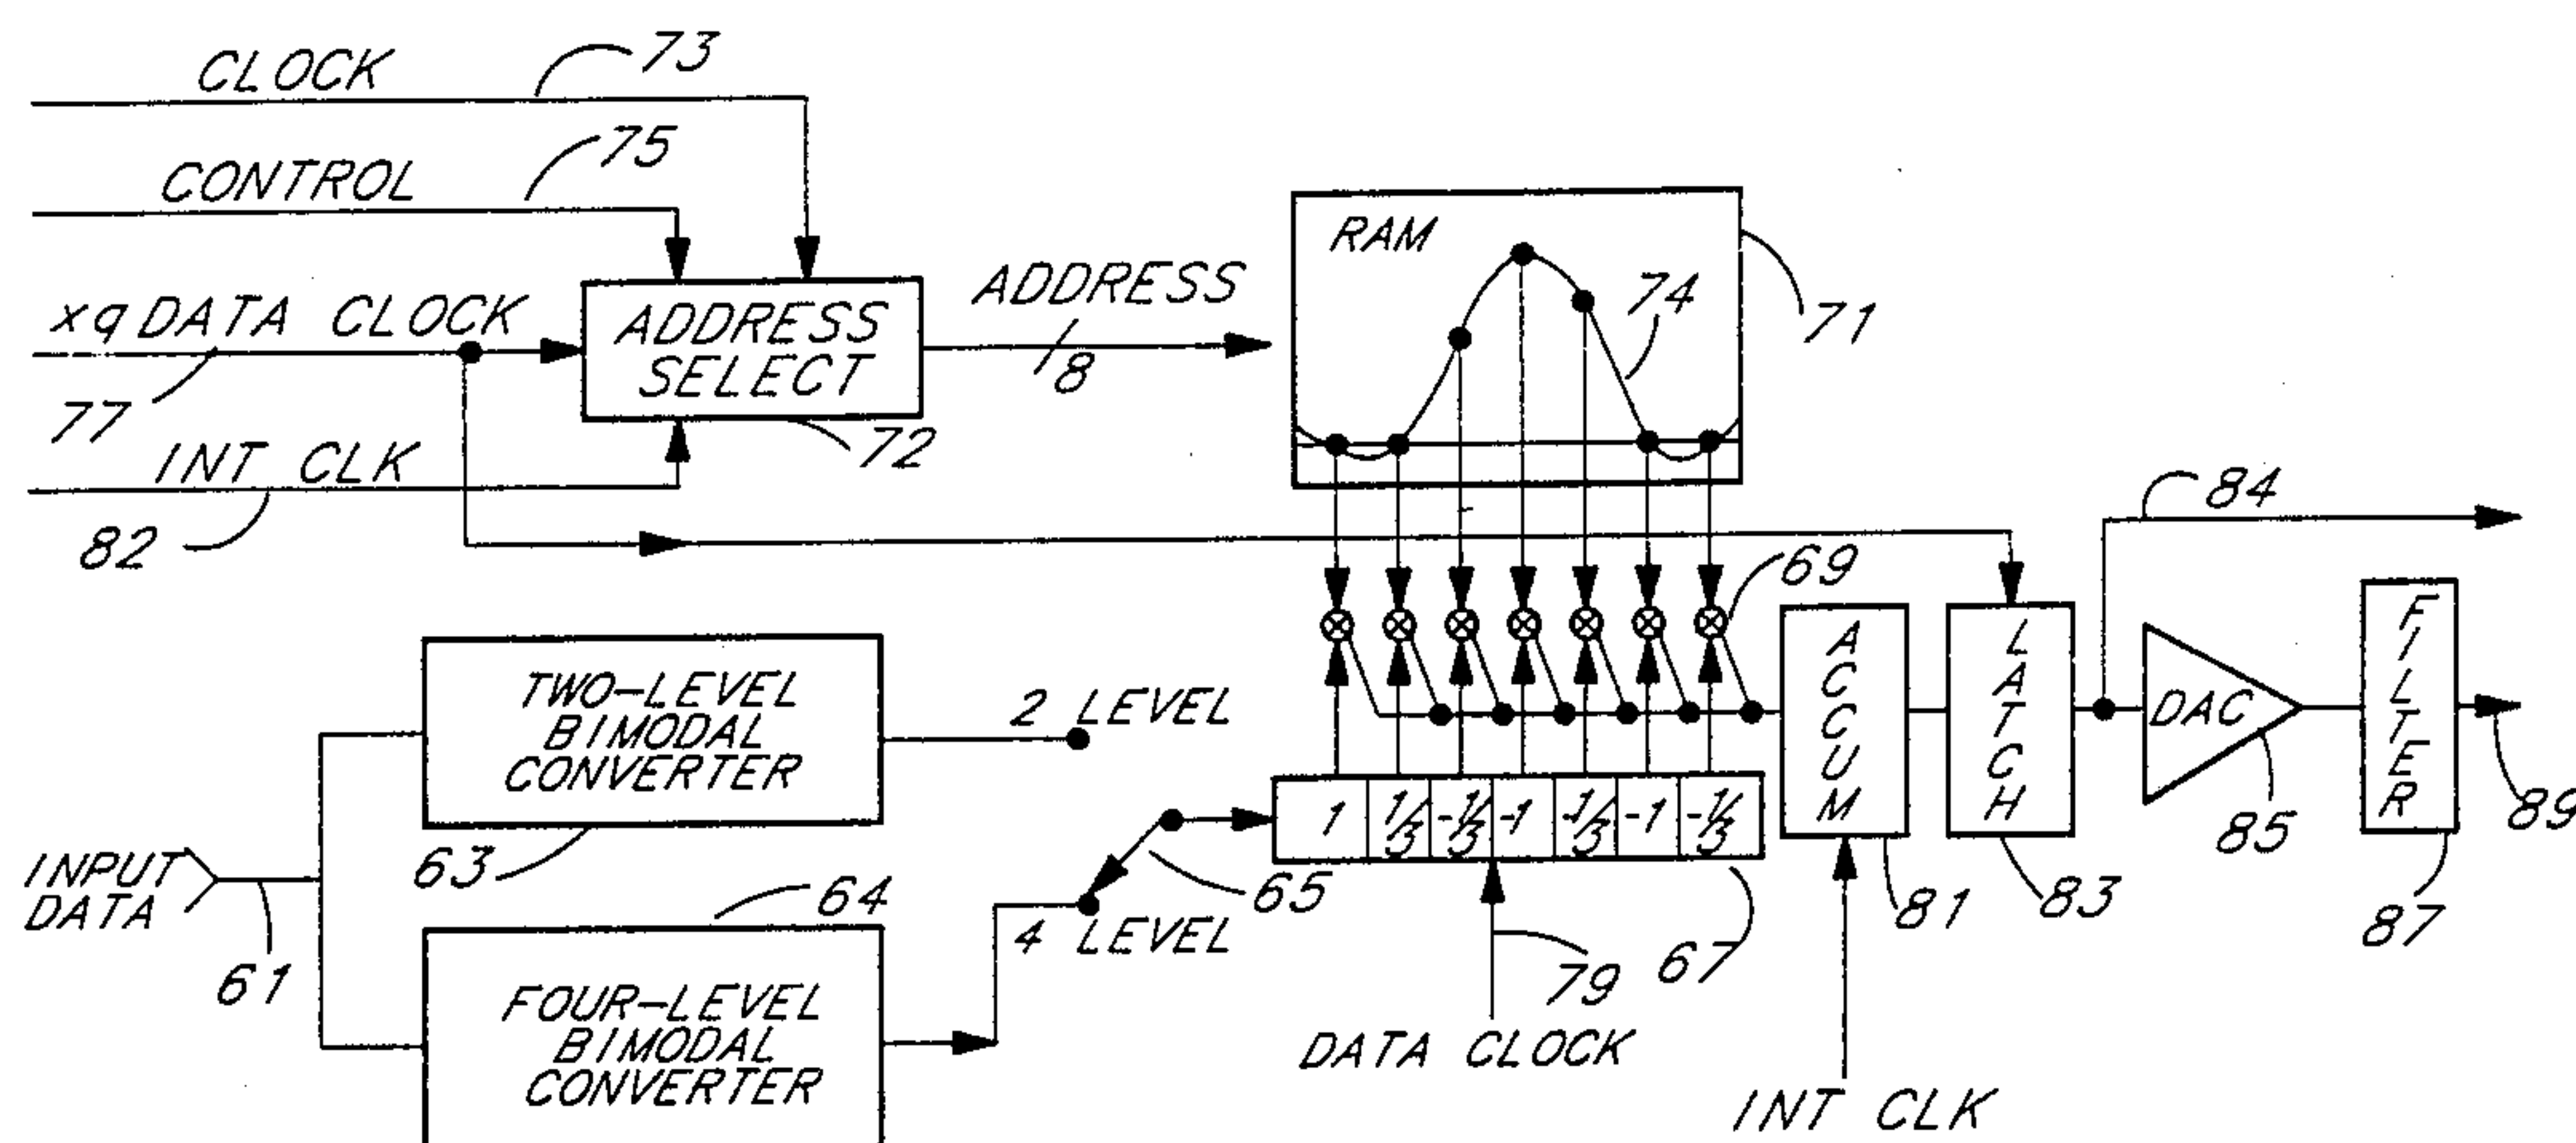 CLOCK
73
CONTROL
75
xq DATA CLOCK
77
INT CLK
82
ADDRESS
SELECT
72
ADDRESS
8
RAM
74
71
69
84
INPUT
DATA
61
TWO-LEVEL
BIMODAL
CONVERTER
63
2 LEVEL
FOUR-LEVEL
BIMODAL
CONVERTER
64
4 LEVEL
65
1 1/3 -1/3 -1 -1/3 -1 -1/3
67
79
DATA CLOCK
ACCUM
81
INT CLK
LATCH
83
DAC
85
FILTER
87
89